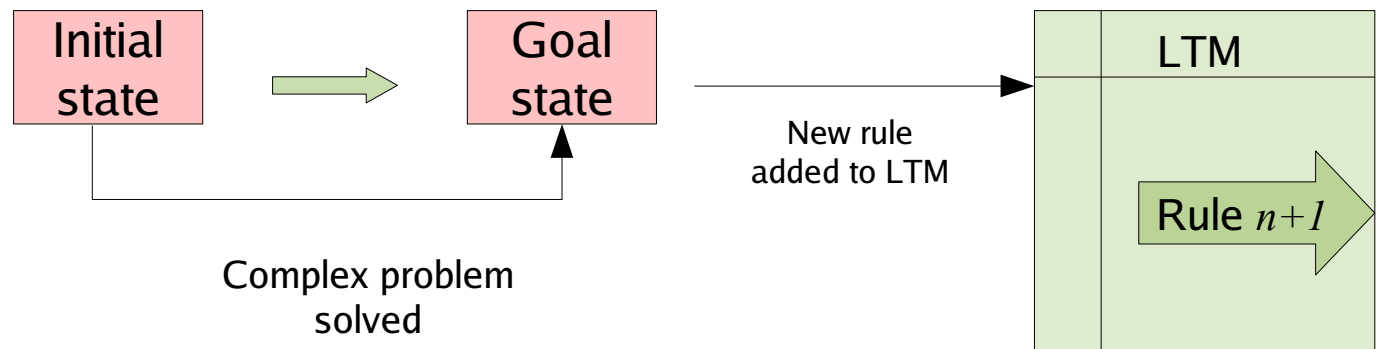 Initial
state
Goal
state
LTM
New rule
added to LTM
Rule n+1
Complex problem
solved